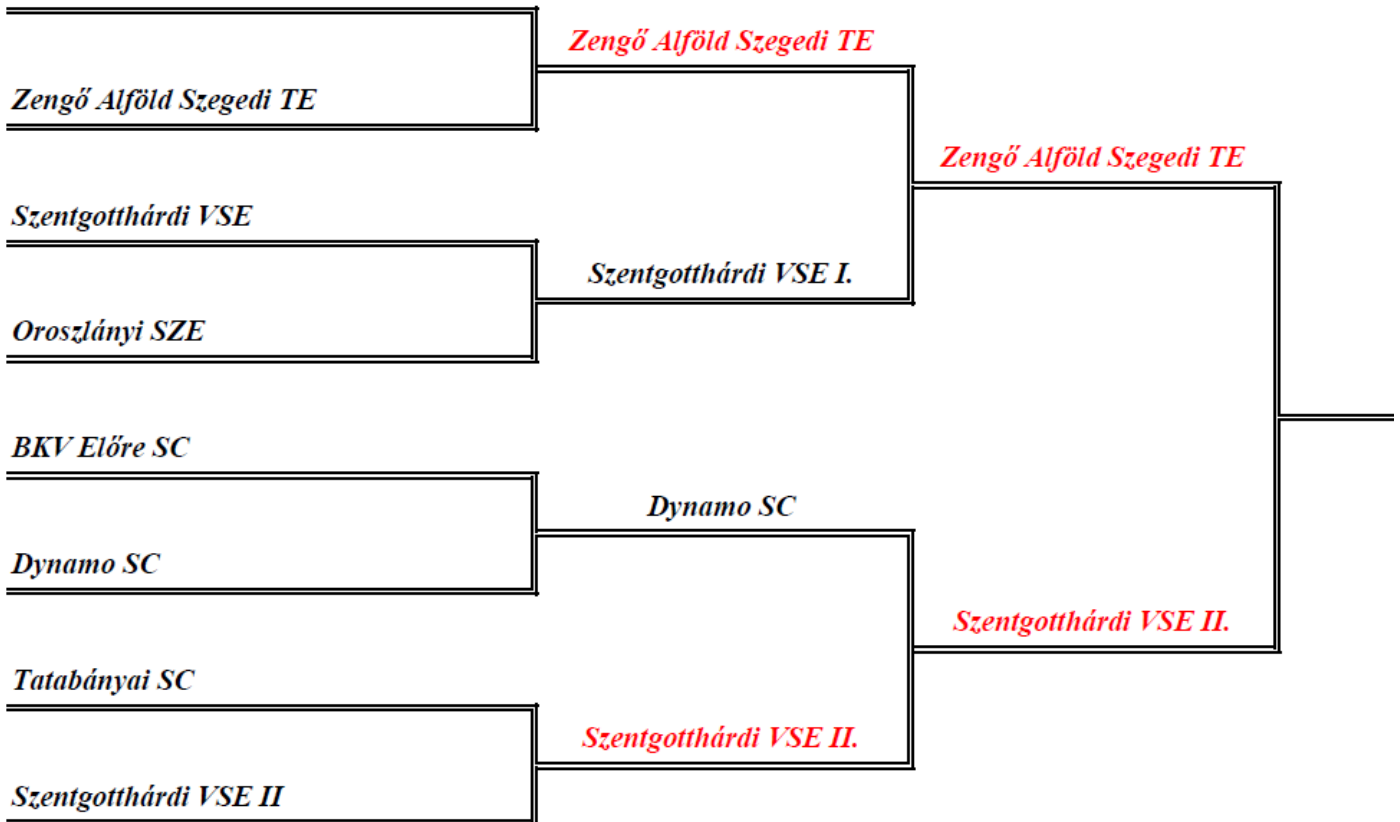 Zengő Alföld Szegedi TE
Zengő Alföld Szegedi TE
Zengő Alföld Szegedi TE
Szentgotthárdi VSE
Szentgotthárdi VSE I.
Oroszlányi SZE
BKV Előre SC
Dynamo SC
Dynamo SC
Szentgotthárdi VSE II.
Tatabányai SC
Szentgotthárdi VSE II.
Szentgotthárdi VSE II